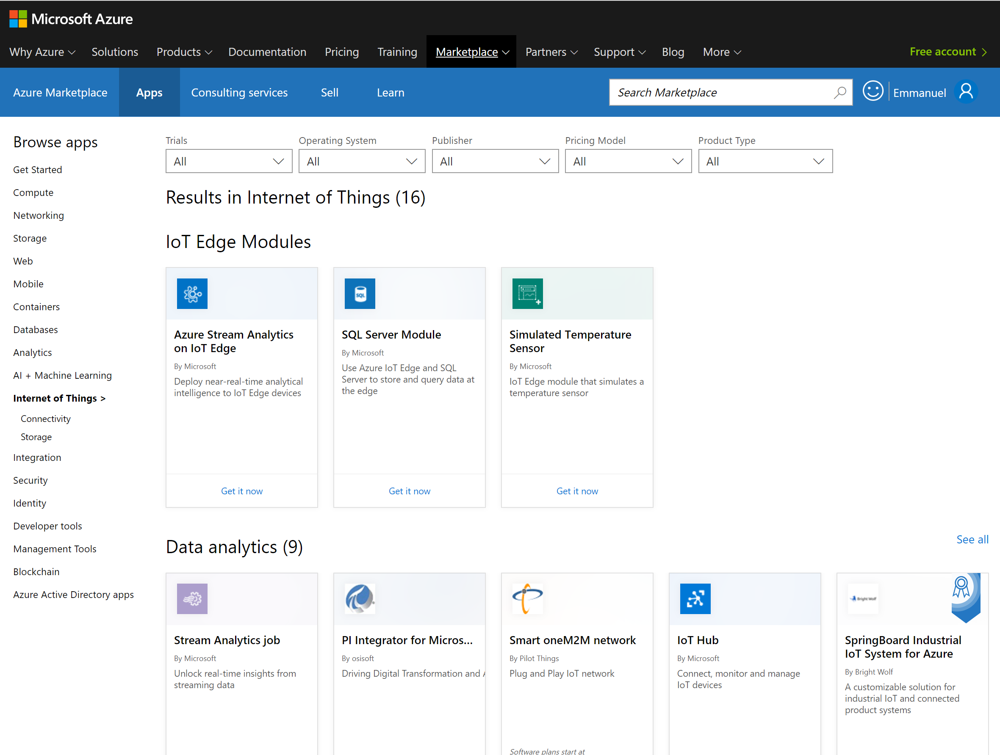 Microsoft Azure
Why Azure Solutions Products Documentation Pricing Training Marketplace Partners Support Blog More Free account
Azure Marketplace Apps Consulting services Sell Learn Search Marketplace Emmanuel
Browse apps
Get Started
Compute
Networking
Storage
Web
Mobile
Containers
Databases
Analytics
AI + Machine Learning
Internet of Things >
Connectivity
Storage
Integration
Security
Identity
Developer tools
Management Tools
Blockchain
Azure Active Directory apps
Trials Operating System Publisher Pricing Model Product Type
All All All All All
Results in Internet of Things (16)
IoT Edge Modules
Azure Stream Analytics
on IoT Edge
By Microsoft
Deploy near-real-time analytical
intelligence to IoT Edge devices
Get it now
SQL
SQL Server Module
By Microsoft
Use Azure IoT Edge and SQL
Server to store and query data at
the edge
Get it now
Simulated Temperature
Sensor
By Microsoft
IoT Edge module that simulates a
temperature sensor
Get it now
Data analytics (9)
See all
Stream Analytics job
By Microsoft
Unlock real-time insights from
streaming data
PI Integrator for Micros...
By osisoft
Driving Digital Transformation and
Smart oneM2M network
By Pilot Things
Plug and Play IoT network
Software plans start at
IoT Hub
By Microsoft
Connect, monitor and manage
IoT devices
Bright Wolf
SpringBoard Industrial
IoT System for Azure
By Bright Wolf
A customizable solution for
industrial IoT and connected
product systems